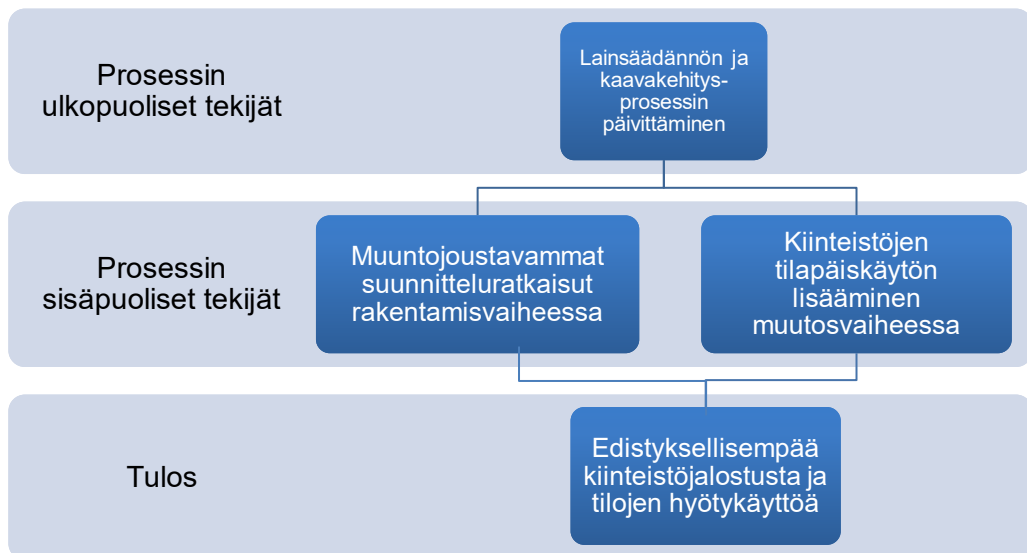 Prosessin
ulkopuoliset tekijät
Lainsäädännön ja
kaavakehitys-
prosessin
päivittäminen
Prosessin
sisäpuoliset tekijät
Muuntojoustavammat
suunnitteluratkaisut
rakentamisvaiheessa
Kiinteistöjen
tilapäiskäytön
lisääminen
muutosvaiheessa
Tulos
Edistyksellisempää
kiinteistöjalostusta ja
tilojen hyötykäyttöä